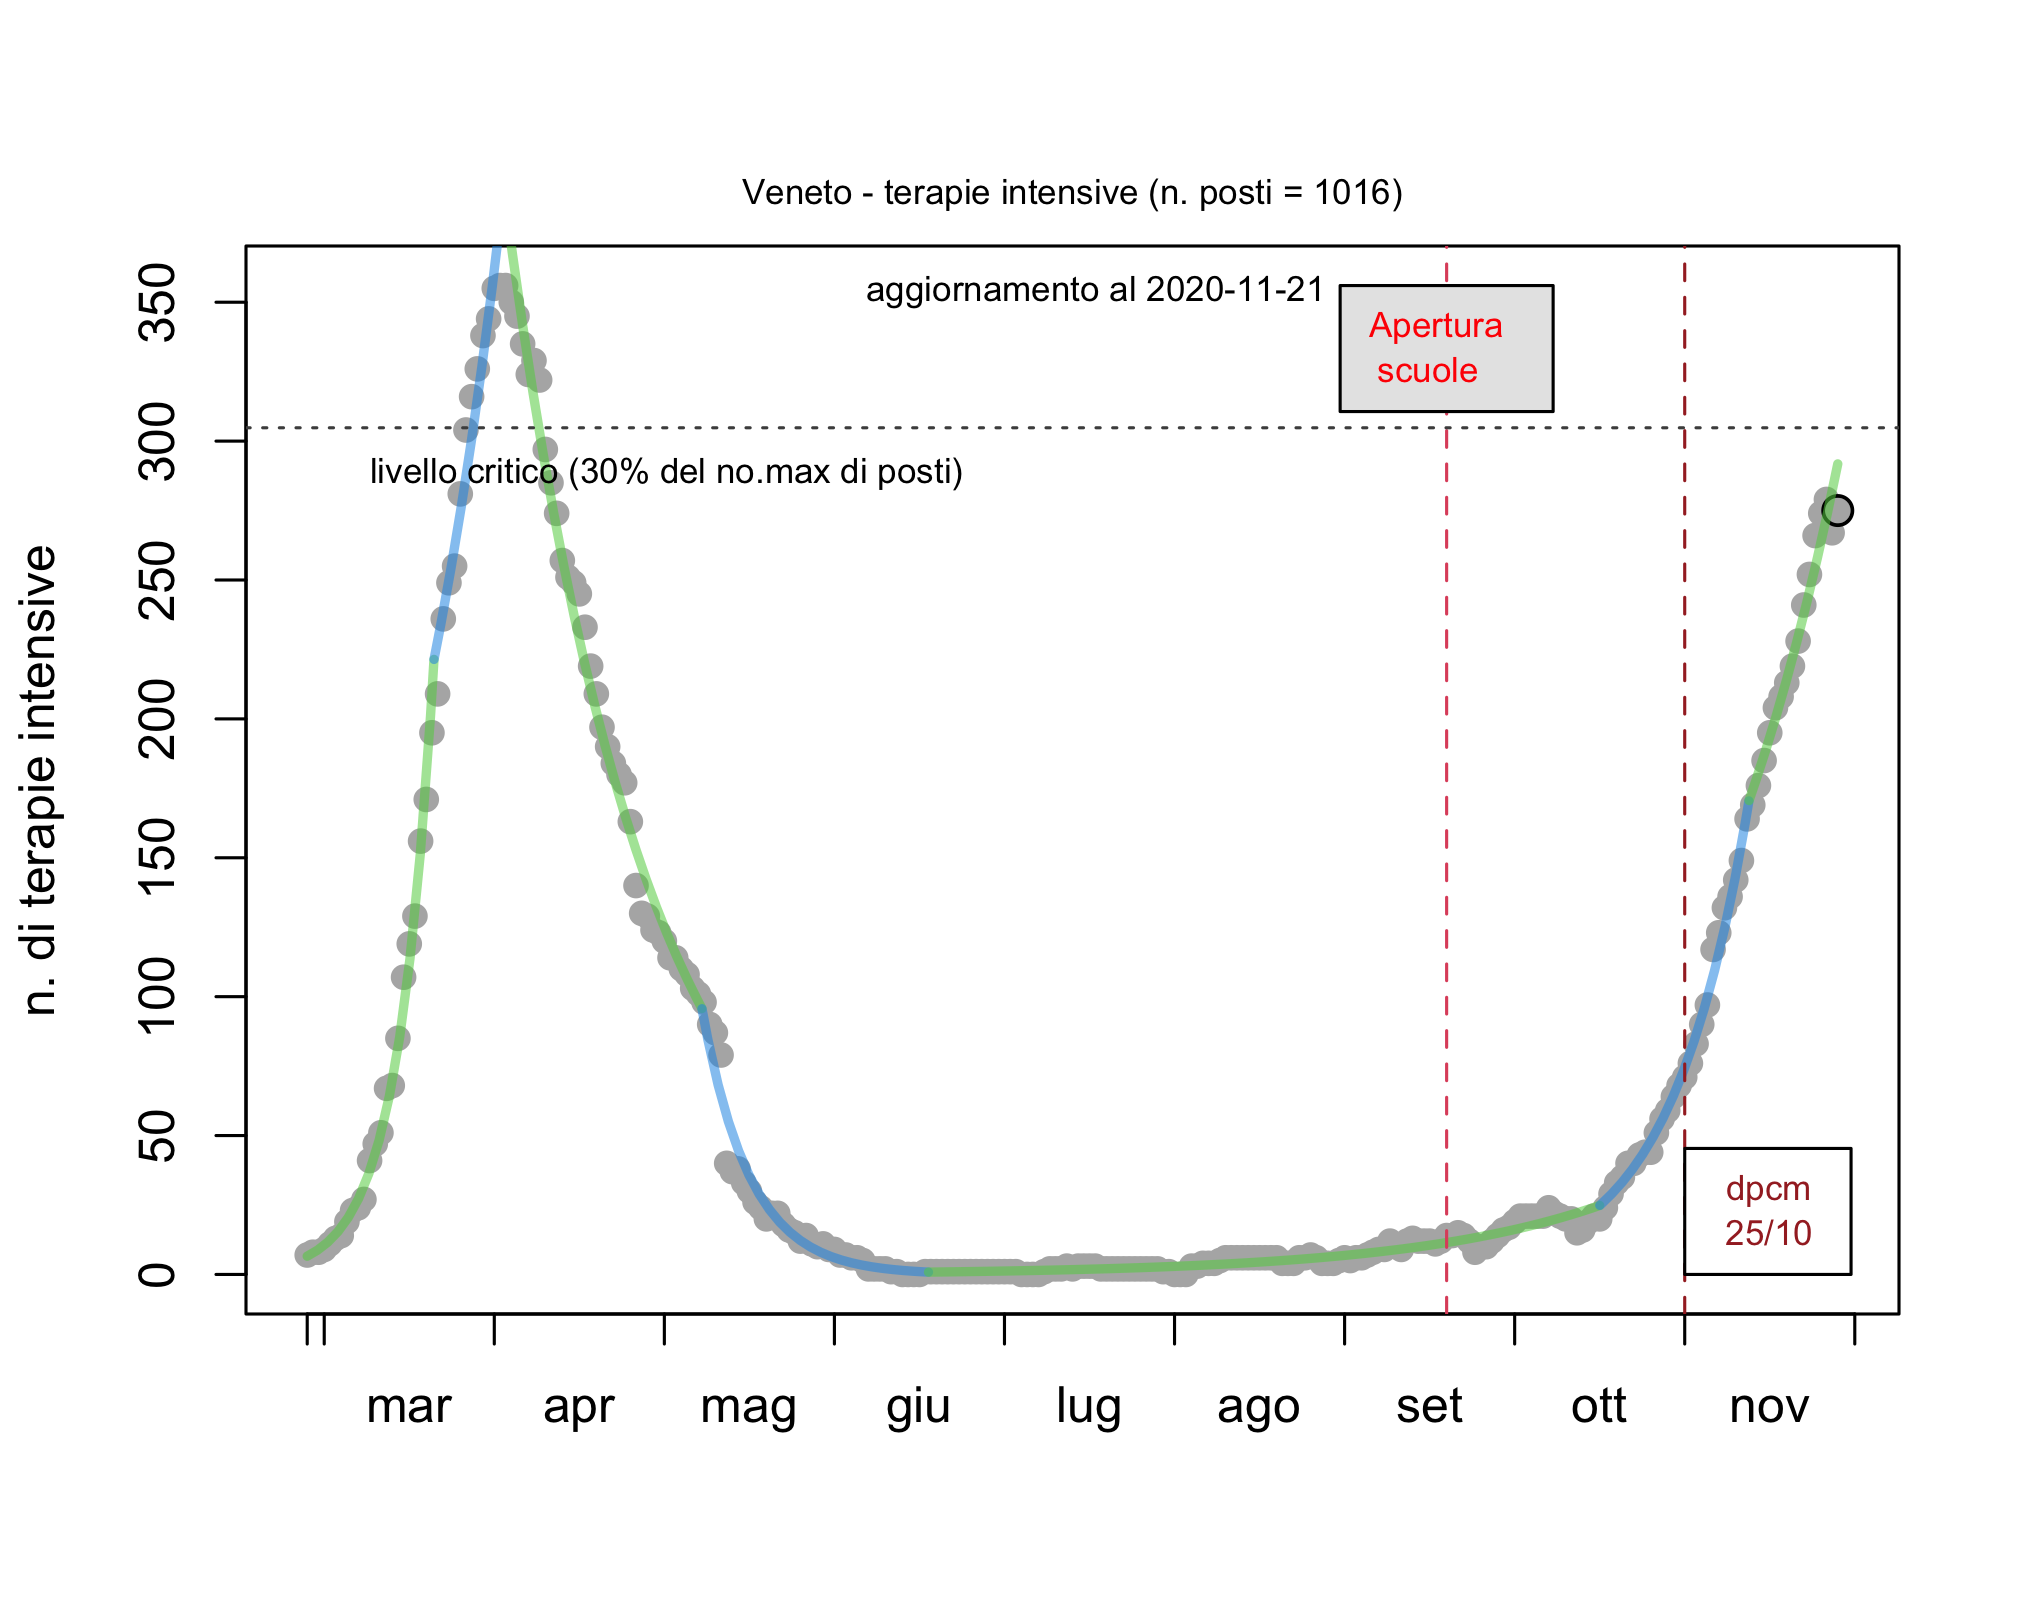 Veneto - terapie intensive (n. posti = 1016)
aggiornamento al 2020-11-21
Apertura
scuole
livello critico (30% del no.max di posti)
n. di terapie intensive
350
300
250
200
150
100
50
0
dpcm
25/10
mar apr mag giu lug ago set ott nov